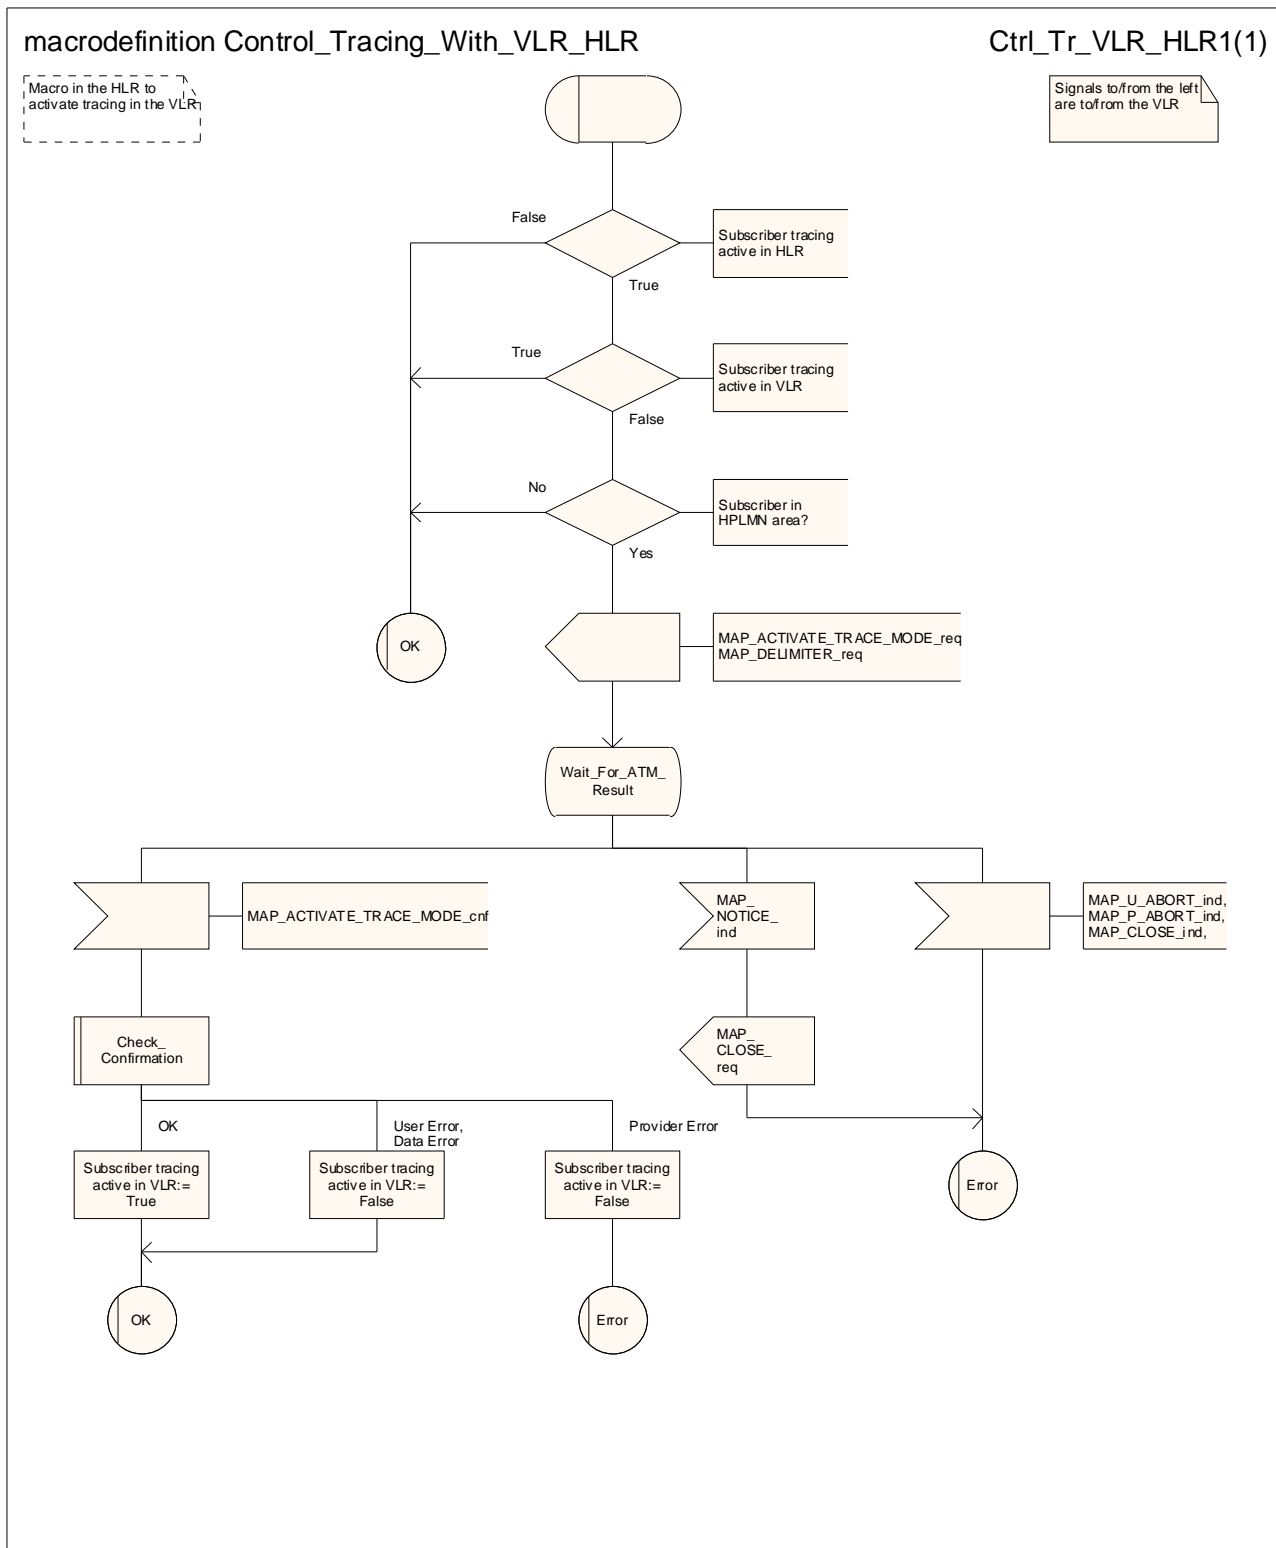 macrodefinition Control_Tracing_With_VLR_HLR
Ctrl_Tr_VLR_HLR1(1)
Macro in the HLR to
activate tracing in the VLR
Signals to/from the left
are to/from the VLR
False
Subscriber tracing
active in HLR
True
True
Subscriber tracing
active in VLR
False
No
Subscriber in
HPLMN area?
Yes
OK
MAP_ACTIVATE_TRACE_MODE_req
MAP_DELIMITER_req
Wait_For_ATM_
Result
MAP_ACTIVATE_TRACE_MODE_cnf
MAP_
NOTICE_
ind
MAP_U_ABORT_ind,
MAP_P_ABORT_ind,
MAP_CLOSE_ind,
Check_
Confirmation
MAP_
CLOSE_
req
OK
User Error,
Data Error
Provider Error
Subscriber tracing
active in VLR:=
True
Subscriber tracing
active in VLR:=
False
Subscriber tracing
active in VLR:=
False
Error
OK
Error